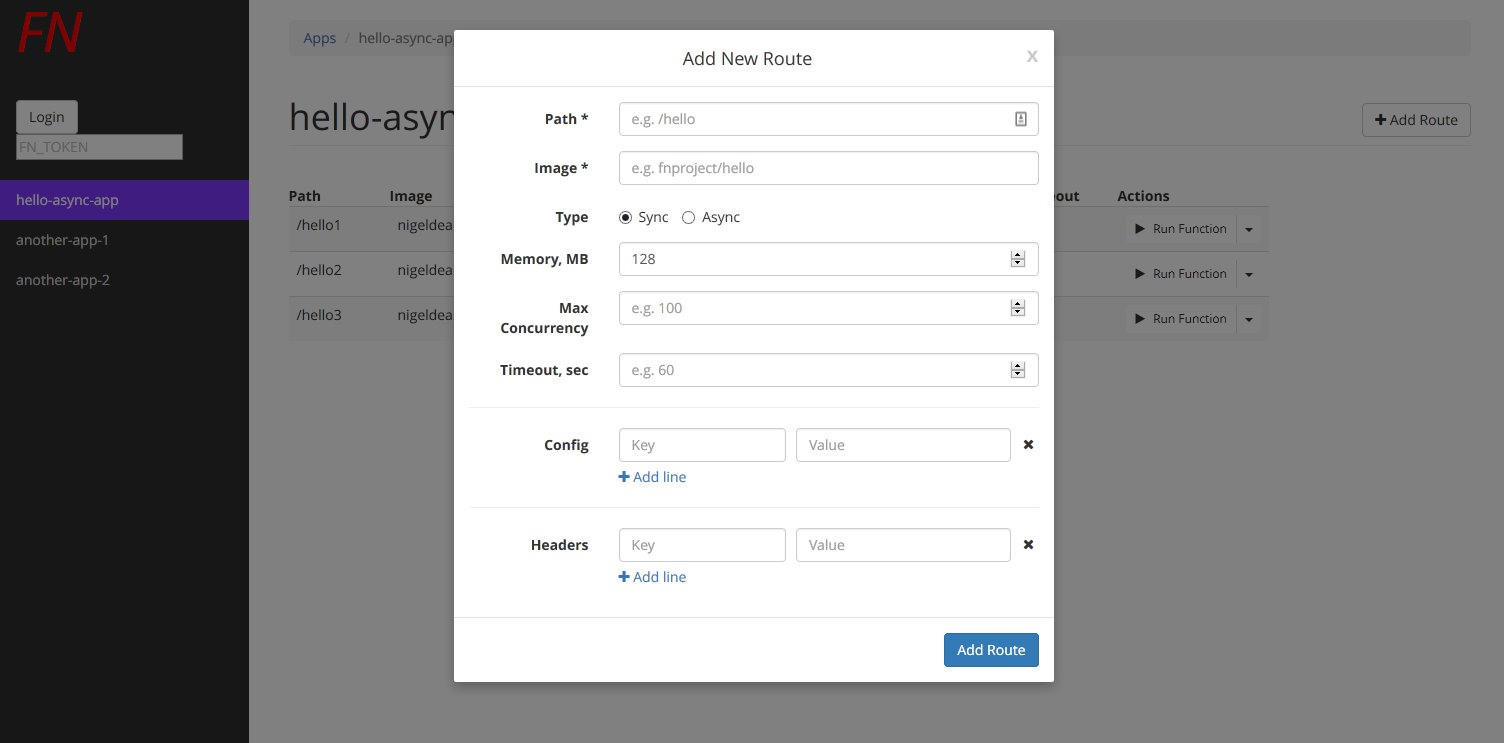 FN
Login
FN_TOKEN
hello-async-app
another-app-1
another-app-2
Apps / hello-async-ap
hello-asyn
Add Route
Path Image out Actions
/hello1 nigeldea Run Function
/hello2 nigeldea Run Function
/hello3 nigeldea Run Function
Add New Route x
Path * e.g. /hello
Image * e.g. fnproject/hello
Type Sync Async
Memory, MB 128
Max e.g. 100
Concurrency
Timeout, sec e.g. 60
Config Key Value
Add line
Headers Key Value
Add line
Add Route